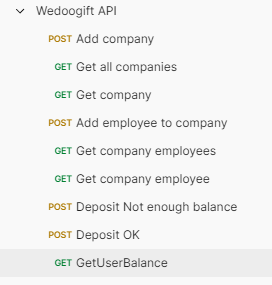 Wedoogift API
POST Add company
GET Get all companies
GET Get company
POST Add employee to company
GET Get company employees
GET Get company employee
POST Deposit Not enough balance
POST Deposit OK
GET GetUserBalance